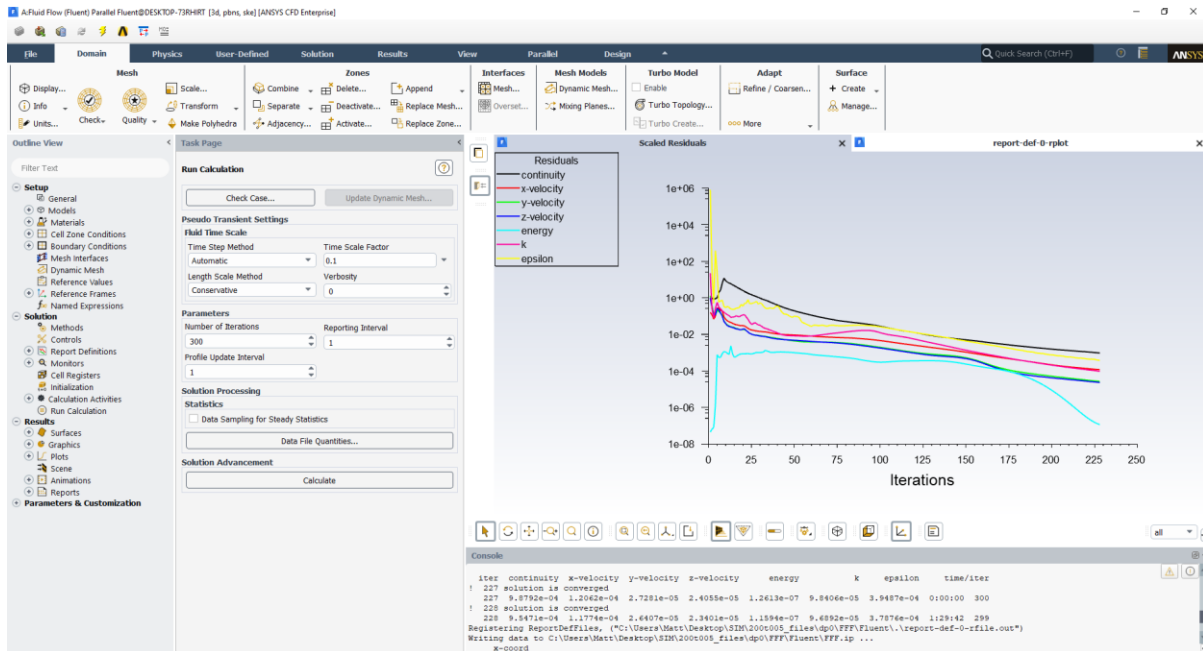 A:Fluid Flow (Fluent) Parallel Fluent@DESKTOP-73RHIRT [3d, pbns, ske] [ANSYS CFD Enterprise]
File Domain Physics User-Defined Solution Results View Parallel Design Quick Search (Ctrl+F) ANSYS
Mesh
Display...
Info
Units...
Check
Quality
Scale...
Transform
Make Polyhedra
Zones
Combine
Separate
Adjacency...
Delete...
Deactivate...
Activate...
Append
Replace Mesh...
Replace Zone...
Interfaces
Mesh...
Overset...
Mesh Models
Dynamic Mesh...
Mixing Planes...
Turbo Model
Enable
Turbo Topology...
Turbo Create...
Adapt
Refine / Coarsen...
More
Surface
Create
Manage...
Outline View
Filter Text
Setup
General
Models
Materials
Cell Zone Conditions
Boundary Conditions
Mesh Interfaces
Dynamic Mesh
Reference Values
Reference Frames
Named Expressions
Solution
Methods
Controls
Report Definitions
Monitors
Cell Registers
Initialization
Calculation Activities
Run Calculation
Results
Surfaces
Graphics
Plots
Scene
Animations
Reports
Parameters & Customization
Task Page
Run Calculation
Check Case... Update Dynamic Mesh...
Pseudo Transient Settings
Fluid Time Scale
Time Step Method Time Scale Factor
Automatic 0.1
Length Scale Method Verbosity
Conservative 0
Parameters
Number of Iterations Reporting Interval
300 1
Profile Update Interval
1
Solution Processing
Statistics
Data Sampling for Steady Statistics
Data File Quantities...
Solution Advancement
Calculate
Scaled Residuals
report-def-0-rplot
Residuals
continuity
x-velocity
y-velocity
z-velocity
energy
k
epsilon
1e+06
1e+04
1e+02
1e+00
1e-02
1e-04
1e-06
1e-08
0 25 50 75 100 125 150 175 200 225 250
Iterations
all
Console
iter continuity x-velocity y-velocity z-velocity energy k epsilon time/iter
! 227 solution is converged
227 9.8792e-04 1.2062e-04 2.7281e-05 2.4055e-05 1.2613e-07 9.8406e-05 3.9487e-04 0:00:00 300
! 228 solution is converged
228 9.5471e-04 1.1774e-04 2.6407e-05 2.3401e-05 1.1594e-07 9.6892e-05 3.7876e-04 1:29:42 299
Registering ReportDefFiles, ("C:\Users\Matt\Desktop\SIM\200t005_files\dp0\FFF\Fluent\.\report-def-0-rfile.out")
Writing data to C:\Users\Matt\Desktop\SIM\200t005_files\dp0\FFF\Fluent\FFF.ip ...
x-coord